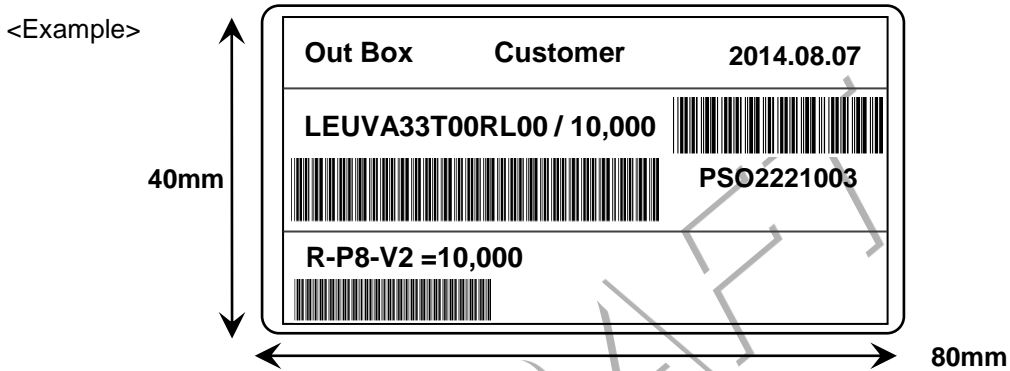 <Example>
Out Box Customer 2014.08.07
LEUVA33T00RL00 / 10,000
PSO2221003
40mm
R-P8-V2 =10,000
80mm